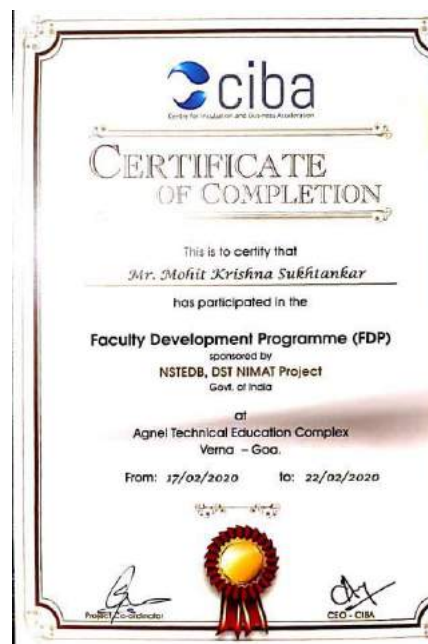 ciba
Centre for Incubation and Business Acceleration
CERTIFICATE
OF COMPLETION
This is to certify that
Mr. Mohit Krishna Sukhtankar
has participated in the
Faculty Development Programme (FDP)
sponsored by
NSTEDB, DST NIMAT Project
Govt. of India
at
Agnel Technical Education Complex
Verna – Goa.
From: 17/02/2020 to: 22/02/2020
Project Co-ordinator
CEO - CIBA